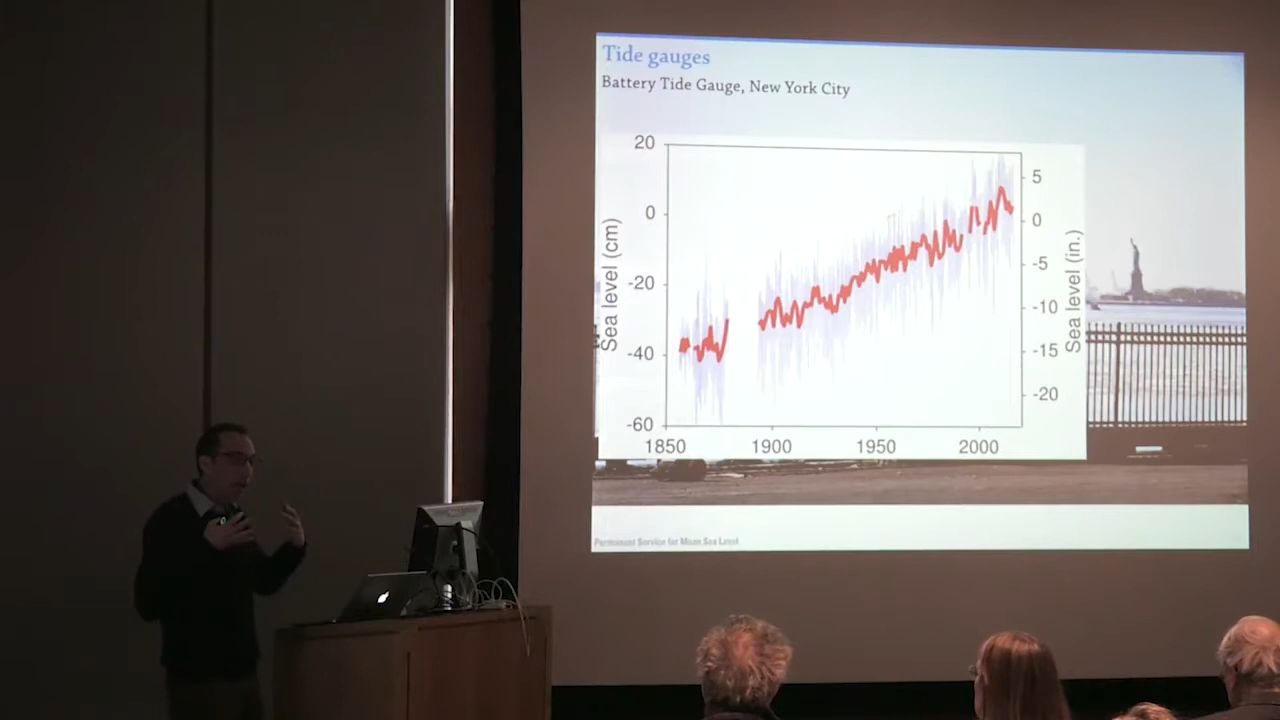 Tide gauges
Battery Tide Gauge, New York City
20
0
-20
-40
-60
Sea level (cm)
5
0
-5
-10
-15
-20
Sea level (in.)
1850 1900 1950 2000
Permanent Service for Mean Sea Level